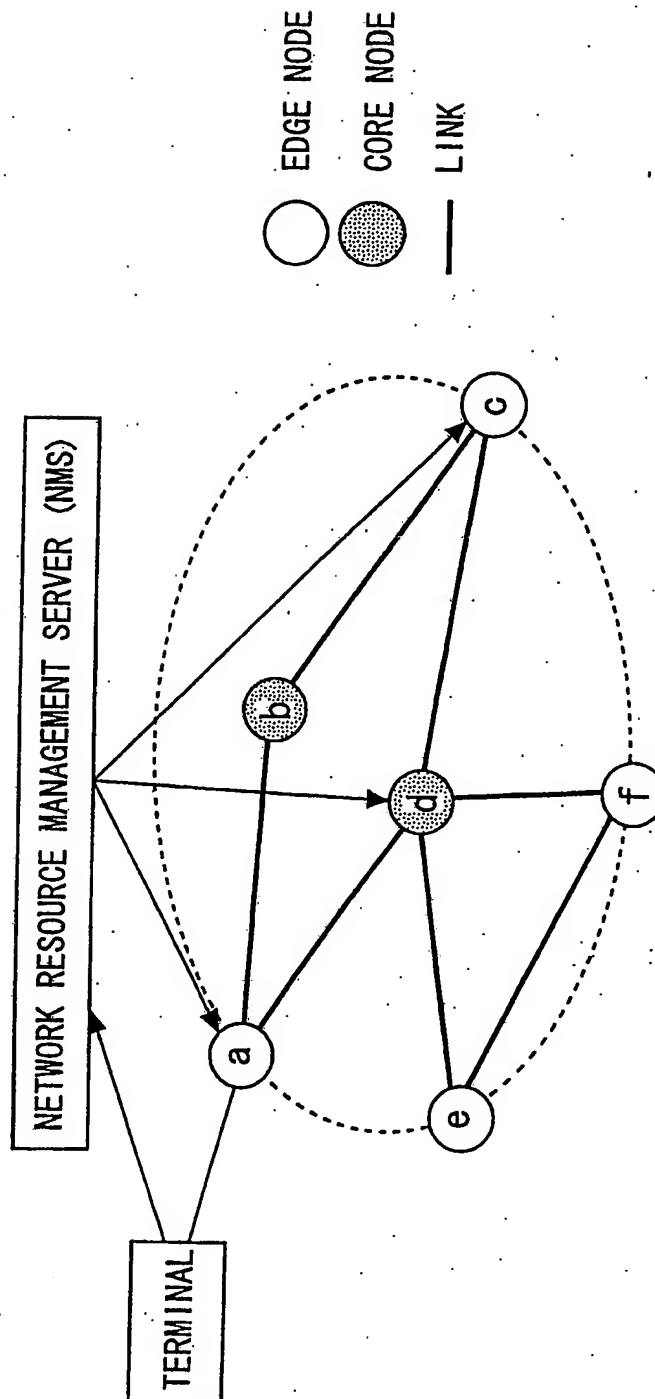 NETWORK RESOURCE MANAGEMENT SERVER (NMS)
TERMINAL
a
b
c
d
e
f
EDGE NODE
CORE NODE
LINK